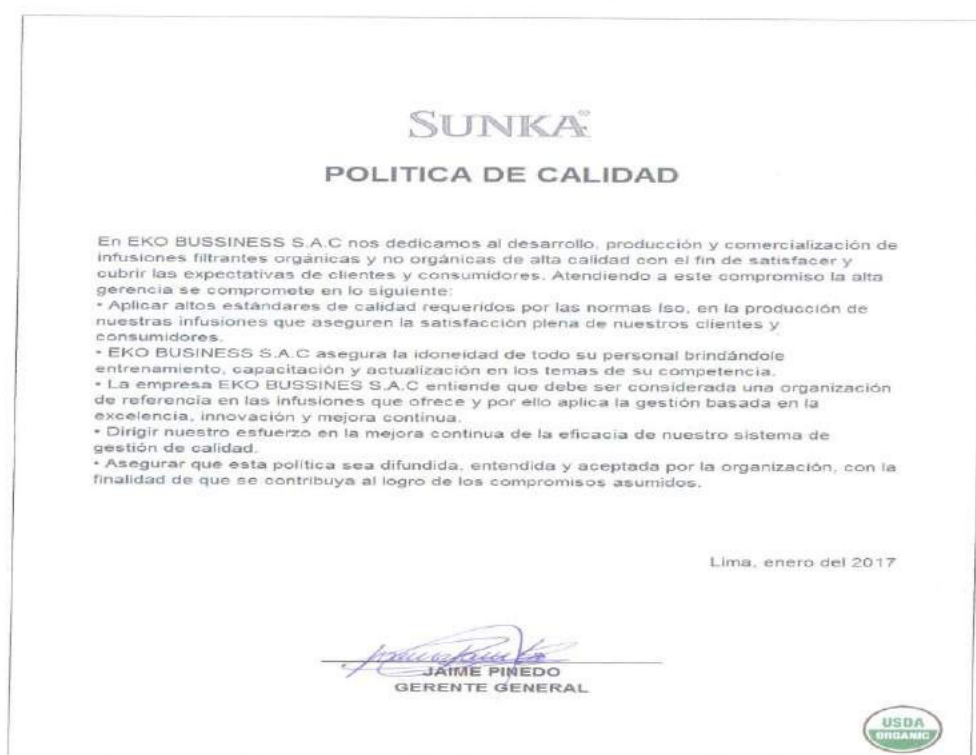 SUNKA®
POLITICA DE CALIDAD
En EKO BUSSINESS S.A.C nos dedicamos al desarrollo, producción y comercialización de
infusiones filtrantes orgánicas y no orgánicas de alta calidad con el fin de satisfacer y
cubrir las expectativas de clientes y consumidores. Atendiendo a este compromiso la alta
gerencia se compromete en lo siguiente:
• Aplicar altos estándares de calidad requeridos por las normas Iso, en la producción de
nuestras infusiones que aseguren la satisfacción plena de nuestros clientes y
consumidores.
• EKO BUSINESS S.A.C asegura la idoneidad de todo su personal brindándole
entrenamiento, capacitación y actualización en los temas de su competencia.
• La empresa EKO BUSSINES S.A.C entiende que debe ser considerada una organización
de referencia en las infusiones que ofrece y por ello aplica la gestión basada en la
excelencia, innovación y mejora continua.
• Dirigir nuestro esfuerzo en la mejora continua de la eficacia de nuestro sistema de
gestión de calidad.
• Asegurar que esta política sea difundida, entendida y aceptada por la organización, con la
finalidad de que se contribuya al logro de los compromisos asumidos.
Lima, enero del 2017
JAIME PINEDO
GERENTE GENERAL
USDA
ORGANIC